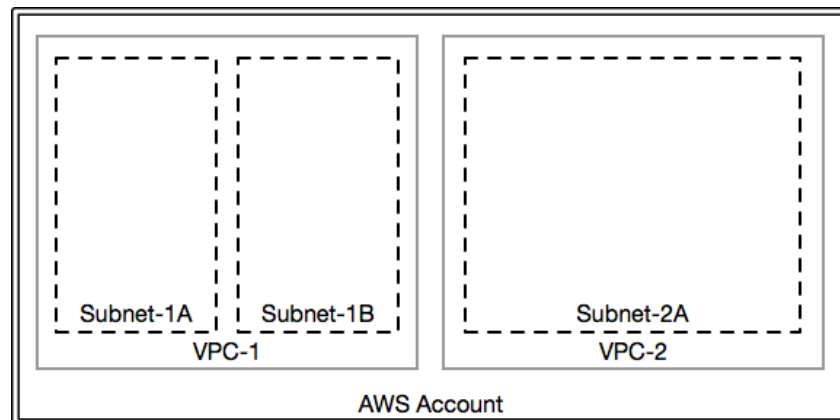 Subnet-1A
Subnet-1B
VPC-1
Subnet-2A
VPC-2
AWS Account